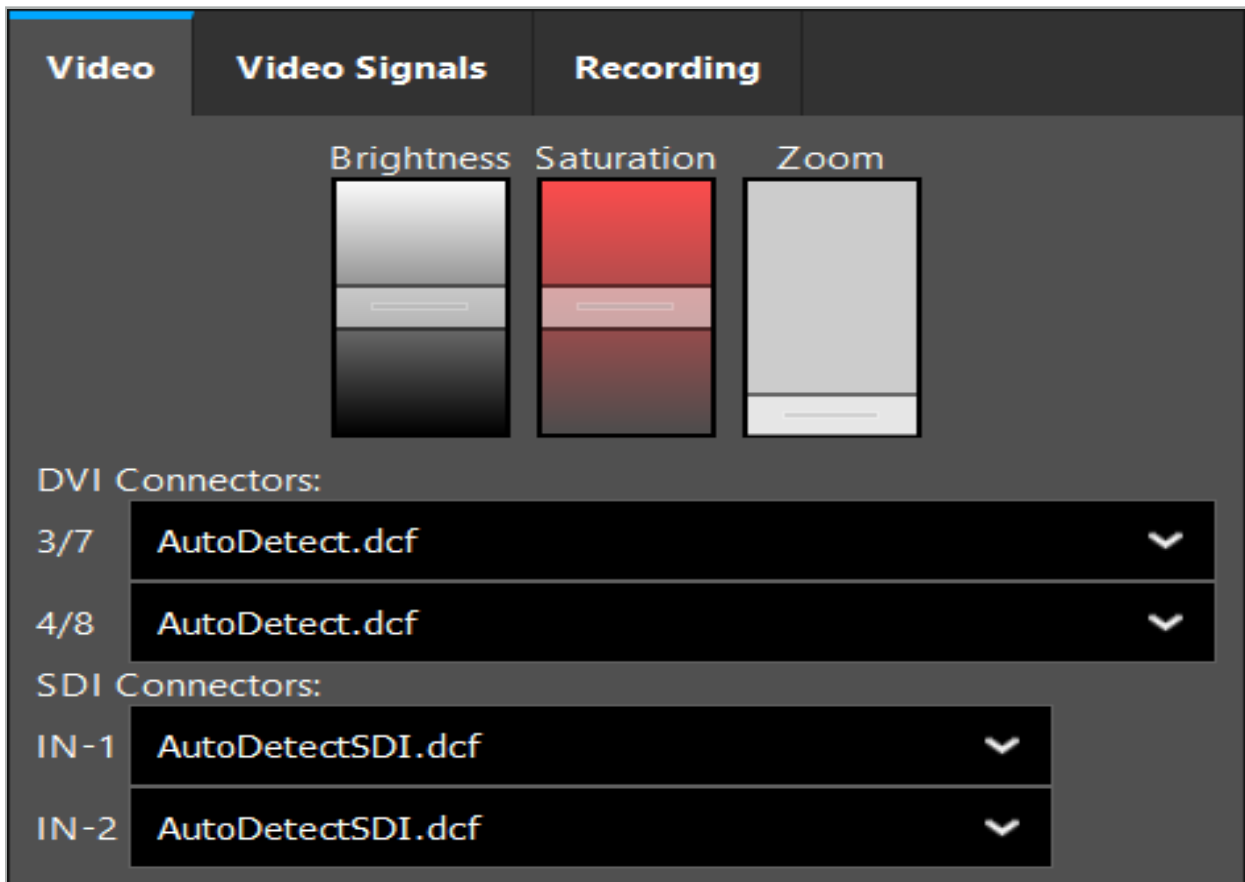 Video Video Signals Recording
Brightness Saturation Zoom
DVI Connectors:
3/7 AutoDetect.dcf
4/8 AutoDetect.dcf
SDI Connectors:
IN-1 AutoDetectSDI.dcf
IN-2 AutoDetectSDI.dcf